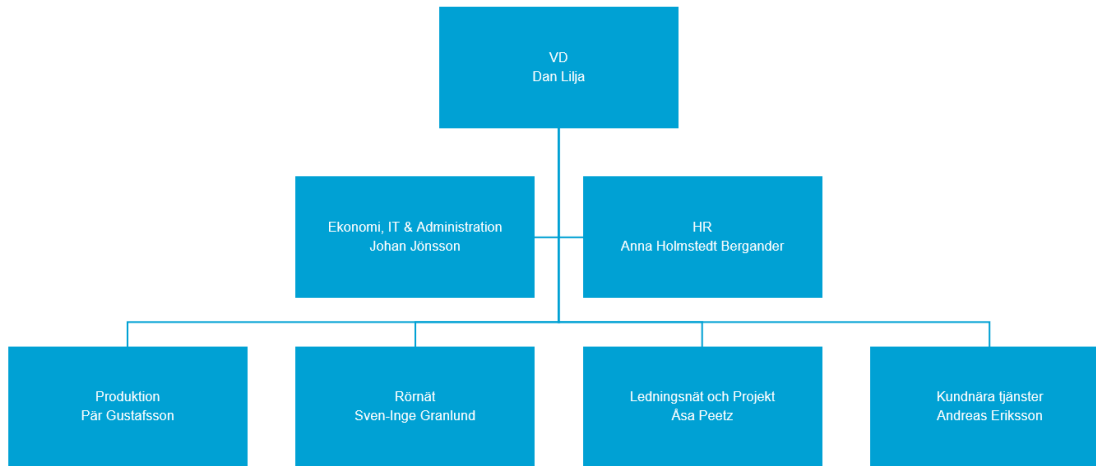 VD
Dan Lilja
Ekonomi, IT & Administration
Johan Jönsson
HR
Anna Holmstedt Bergander
Produktion
Pär Gustafsson
Rörnät
Sven-Inge Granlund
Ledningsnät och Projekt
Åsa Peetz
Kundnära tjänster
Andreas Eriksson